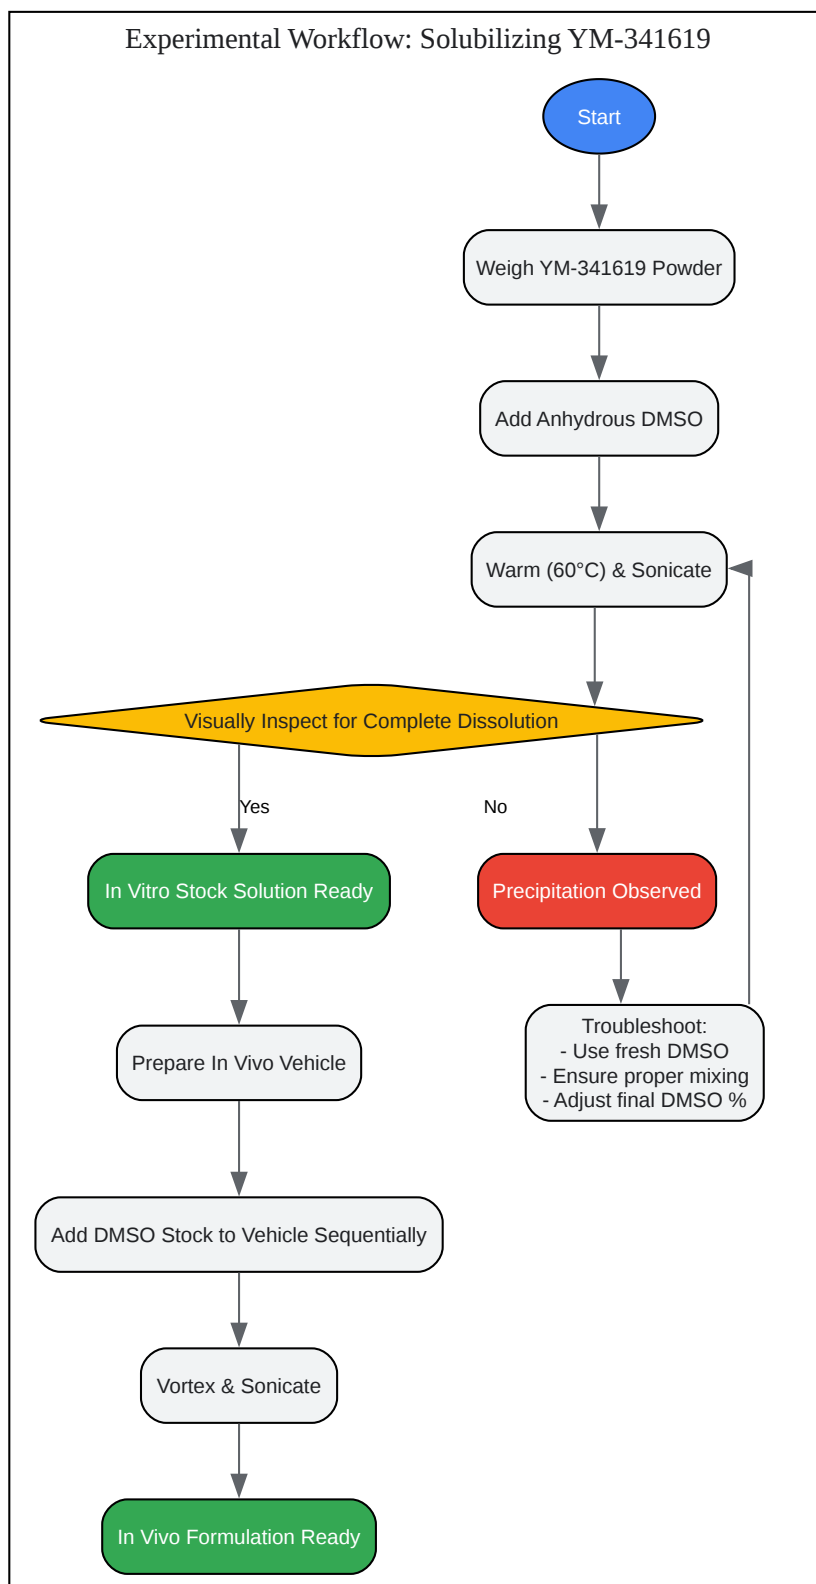 Experimental Workflow: Solubilizing YM-341619
Start
Weigh YM-341619 Powder
Add Anhydrous DMSO
Warm (60°C) & Sonicate
Visually Inspect for Complete Dissolution
Yes
No
In Vitro Stock Solution Ready
Precipitation Observed
Troubleshoot:
- Use fresh DMSO
- Ensure proper mixing
- Adjust final DMSO %
Prepare In Vivo Vehicle
Add DMSO Stock to Vehicle Sequentially
Vortex & Sonicate
In Vivo Formulation Ready